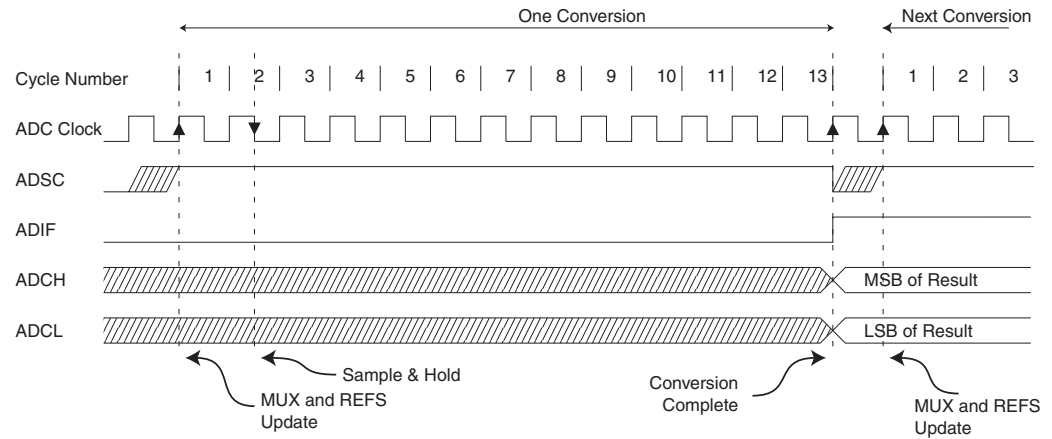 One Conversion
Next Conversion
Cycle Number 1 2 3 4 5 6 7 8 9 10 11 12 13 1 2 3
ADC Clock
ADSC
ADIF
ADCH MSB of Result
ADCL LSB of Result
Sample & Hold
MUX and REFS
Update
Conversion
Complete
MUX and REFS
Update